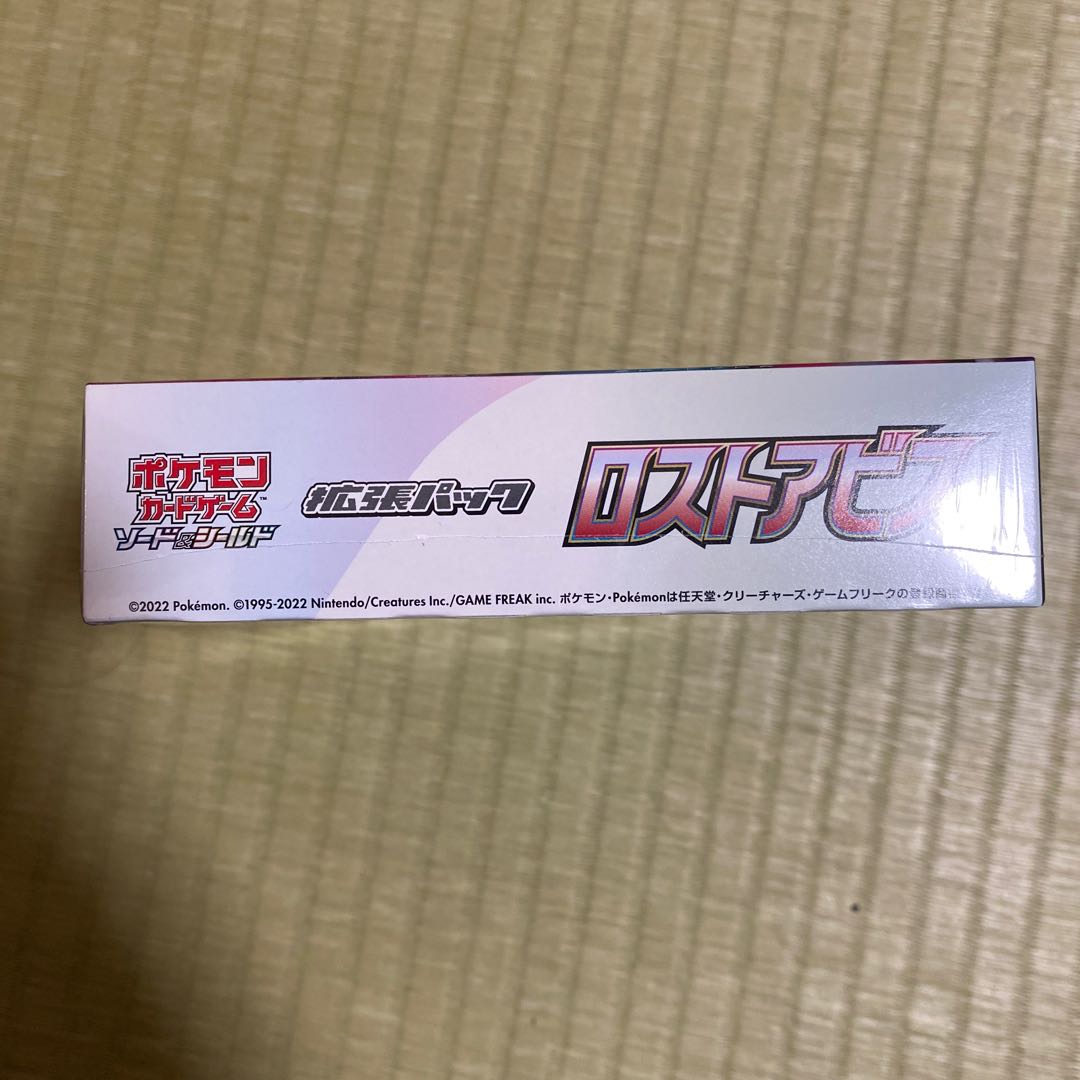 ポケモン
カードゲーム™
ソード&シールド
拡張パック
ロストアビス
©2022 Pokémon. ©1995-2022 Nintendo/Creatures Inc./GAME FREAK inc. ポケモン・Pokémonは任天堂・クリーチャーズ・ゲームフリークの登録商